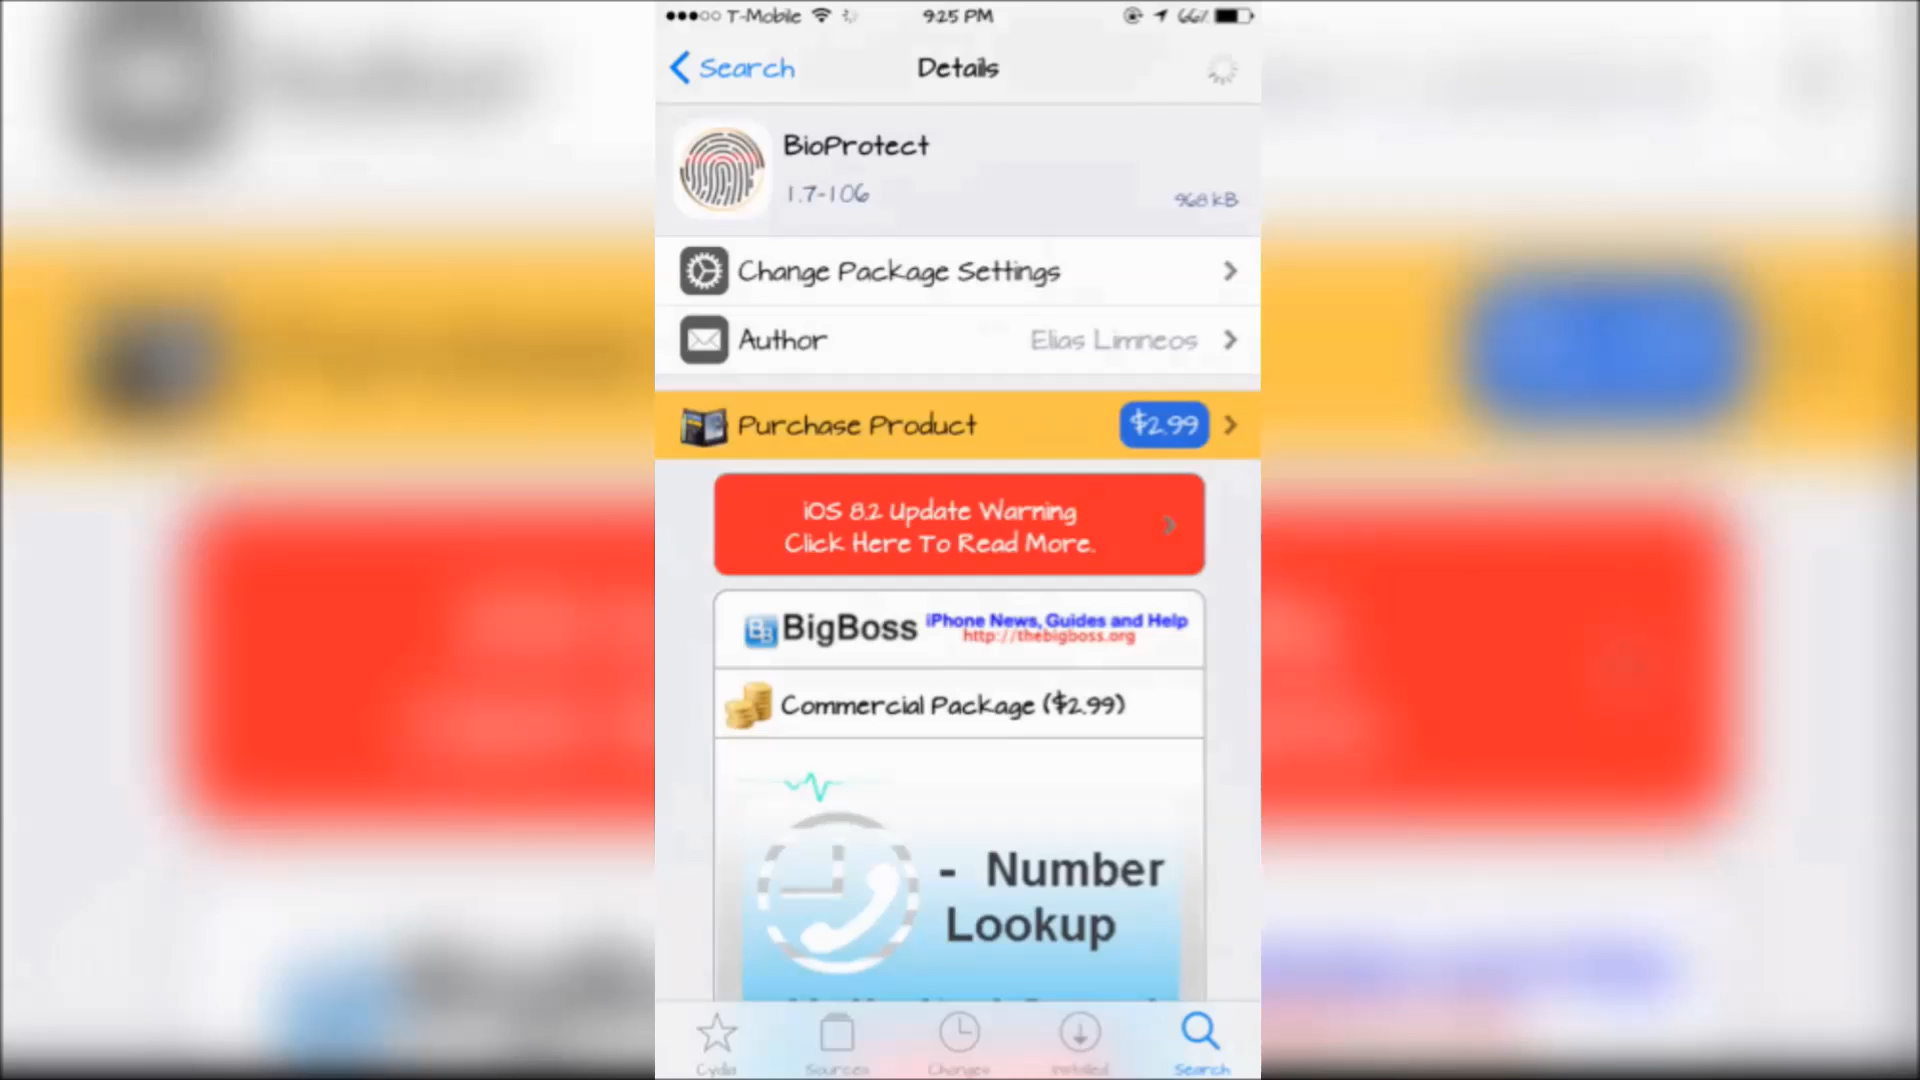 T-Mobile 9:25 PM 66%
Search Details
BioProtect
1.7-106 968 kB
Change Package Settings
Author Elias Limneos
Purchase Product $2.99
iOS 8.2 Update Warning
Click Here To Read More.
BB BigBoss iPhone News, Guides and Help
http://thebigboss.org
Commercial Package ($2.99)
- Number
Lookup
Cydia Sources Changes Installed Search